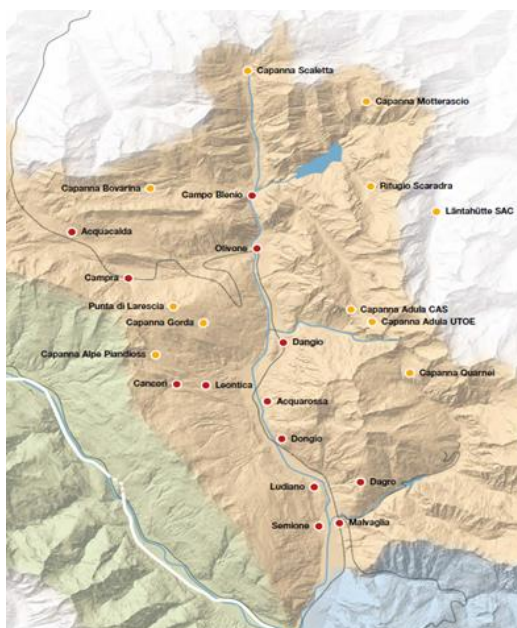 Capanna Scaletta
Capanna Motterascio
Capanna Bovarina
Campo Blenio
Rifugio Scaradra
Läntahütte SAC
Acquacalda
Olivone
Campra
Punta di Larescia
Capanna Gorda
Capanna Adula CAS
Capanna Adula UTOE
Dangio
Capanna Alpe Piandioss
Capanna Quarnei
Cancori
Leontica
Acquarossa
Dongio
Ludiano
Dagro
Semione
Malvaglia